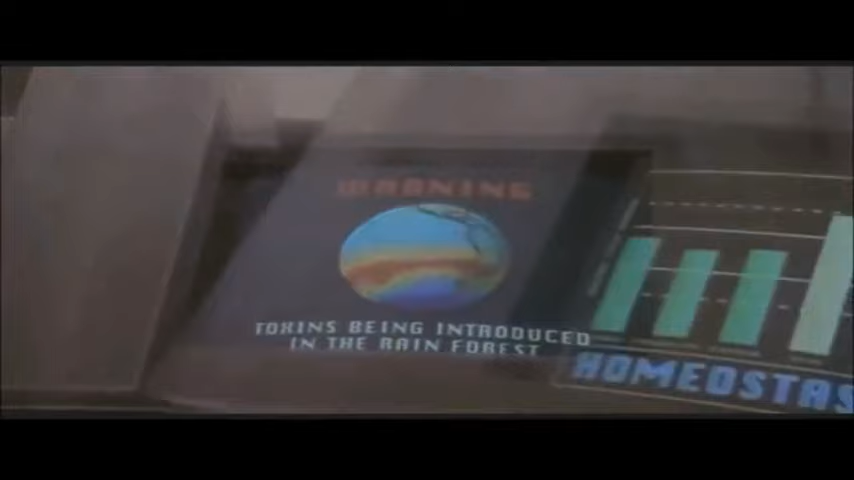 WARNING
TOXINS BEING INTRODUCED
IN THE RAIN FOREST
HOMEOSTAS